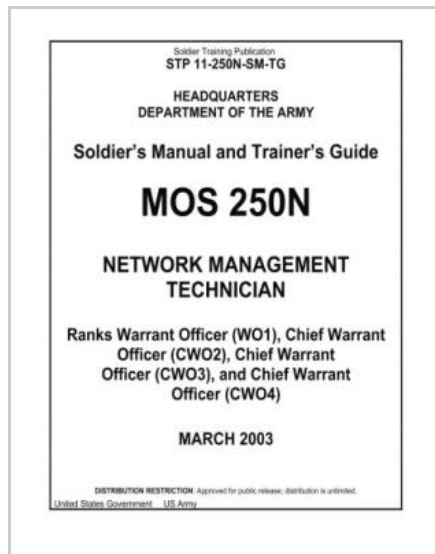 Soldier Training Publication
STP 11-250N-SM-TG
HEADQUARTERS
DEPARTMENT OF THE ARMY
Soldier's Manual and Trainer's Guide
MOS 250N
NETWORK MANAGEMENT
TECHNICIAN
Ranks Warrant Officer (WO1), Chief Warrant
Officer (CWO2), Chief Warrant
Officer (CWO3), and Chief Warrant
Officer (CWO4)
MARCH 2003
DISTRIBUTION RESTRICTION: Approved for public release; distribution is unlimited.
United States Government US Army